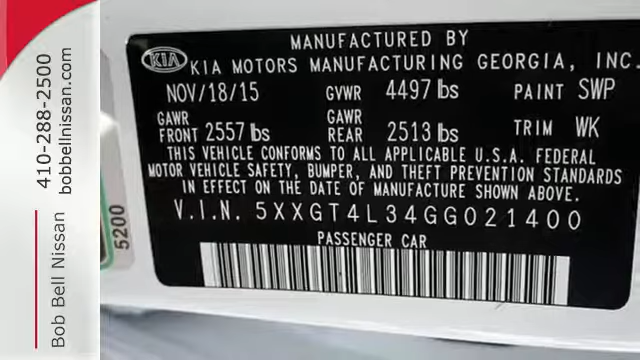 MANUFACTURED BY
KIA KIA MOTORS MANUFACTURING GEORGIA, INC.
NOV/18/15 GVWR 4497 lbs PAINT SWP
GAWR FRONT 2557 lbs GAWR REAR 2513 lbs TRIM WK
THIS VEHICLE CONFORMS TO ALL APPLICABLE U.S.A. FEDERAL
MOTOR VEHICLE SAFETY, BUMPER, AND THEFT PREVENTION STANDARDS
IN EFFECT ON THE DATE OF MANUFACTURE SHOWN ABOVE.
V.I.N. 5XXGT4L34GG021400
PASSENGER CAR
5200
410-288-2500
bobbellnissan.com
Bob Bell Nissan